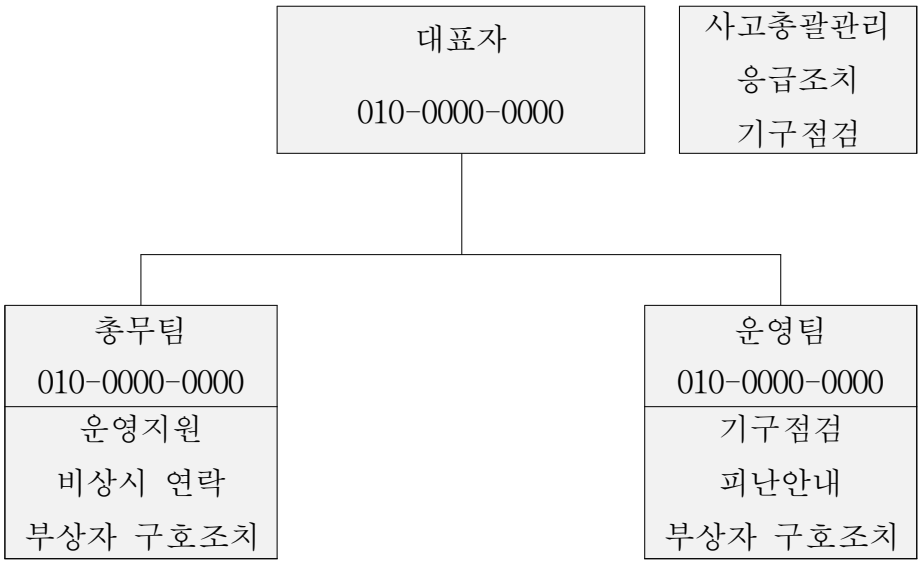 대표자
010-0000-0000
사고총괄관리
응급조치
기구점검
총무팀
010-0000-0000
운영지원
비상시 연락
부상자 구호조치
운영팀
010-0000-0000
기구점검
피난안내
부상자 구호조치